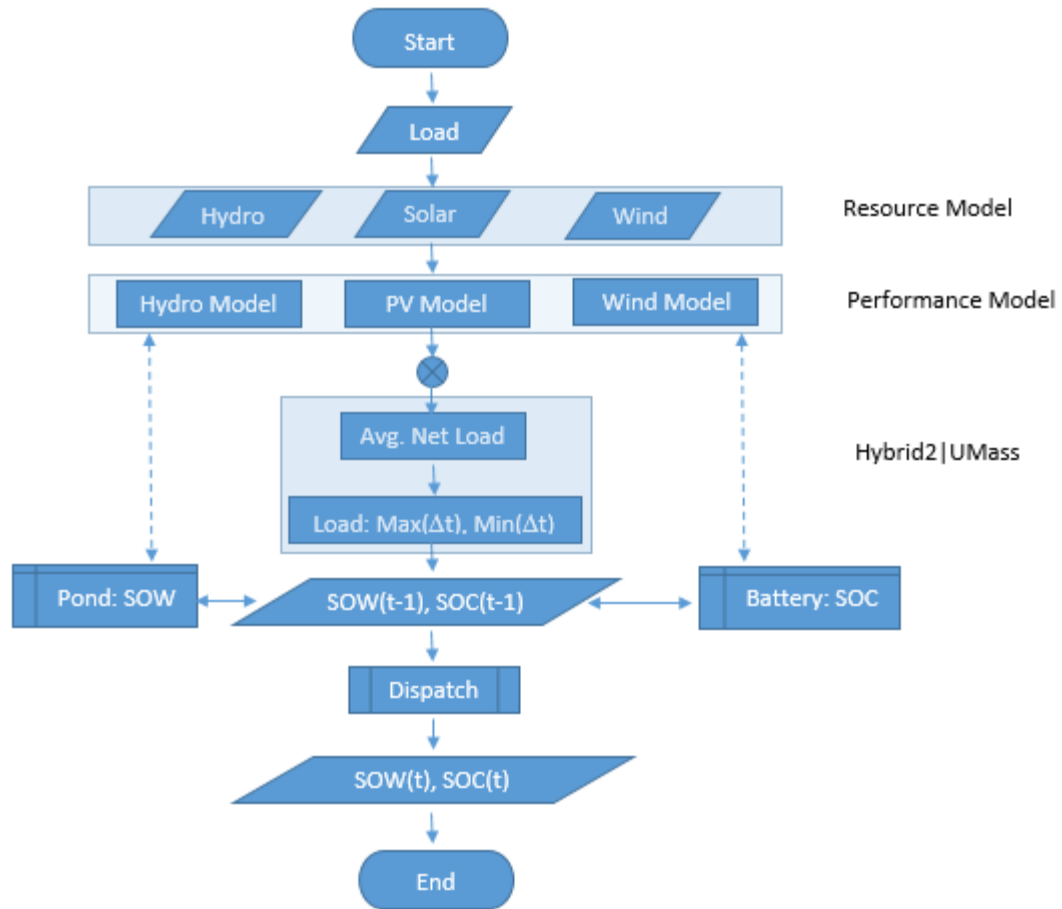 Start
Load
Hydro
Solar
Wind
Resource Model
Hydro Model
PV Model
Wind Model
Performance Model
Avg. Net Load
Hybrid2|UMass
Load: Max(Δt), Min(Δt)
Pond: SOW
SOW(t-1), SOC(t-1)
Battery: SOC
Dispatch
SOW(t), SOC(t)
End